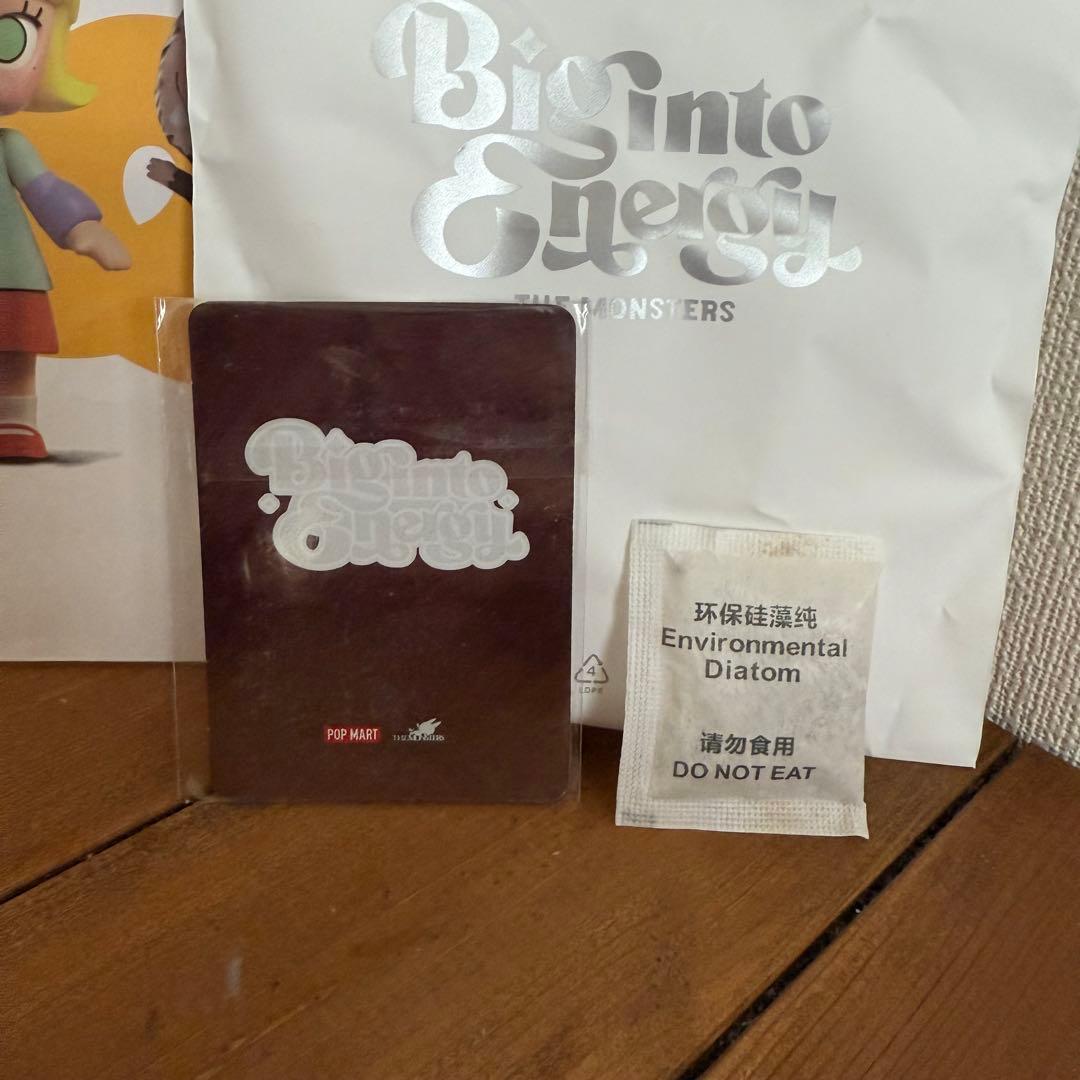 Big into
Energy
THE MONSTERS
Big into
Energy
POP MART
THE MONSTERS
4
LDPE
环保硅藻纯
Environmental
Diatom
请勿食用
DO NOT EAT